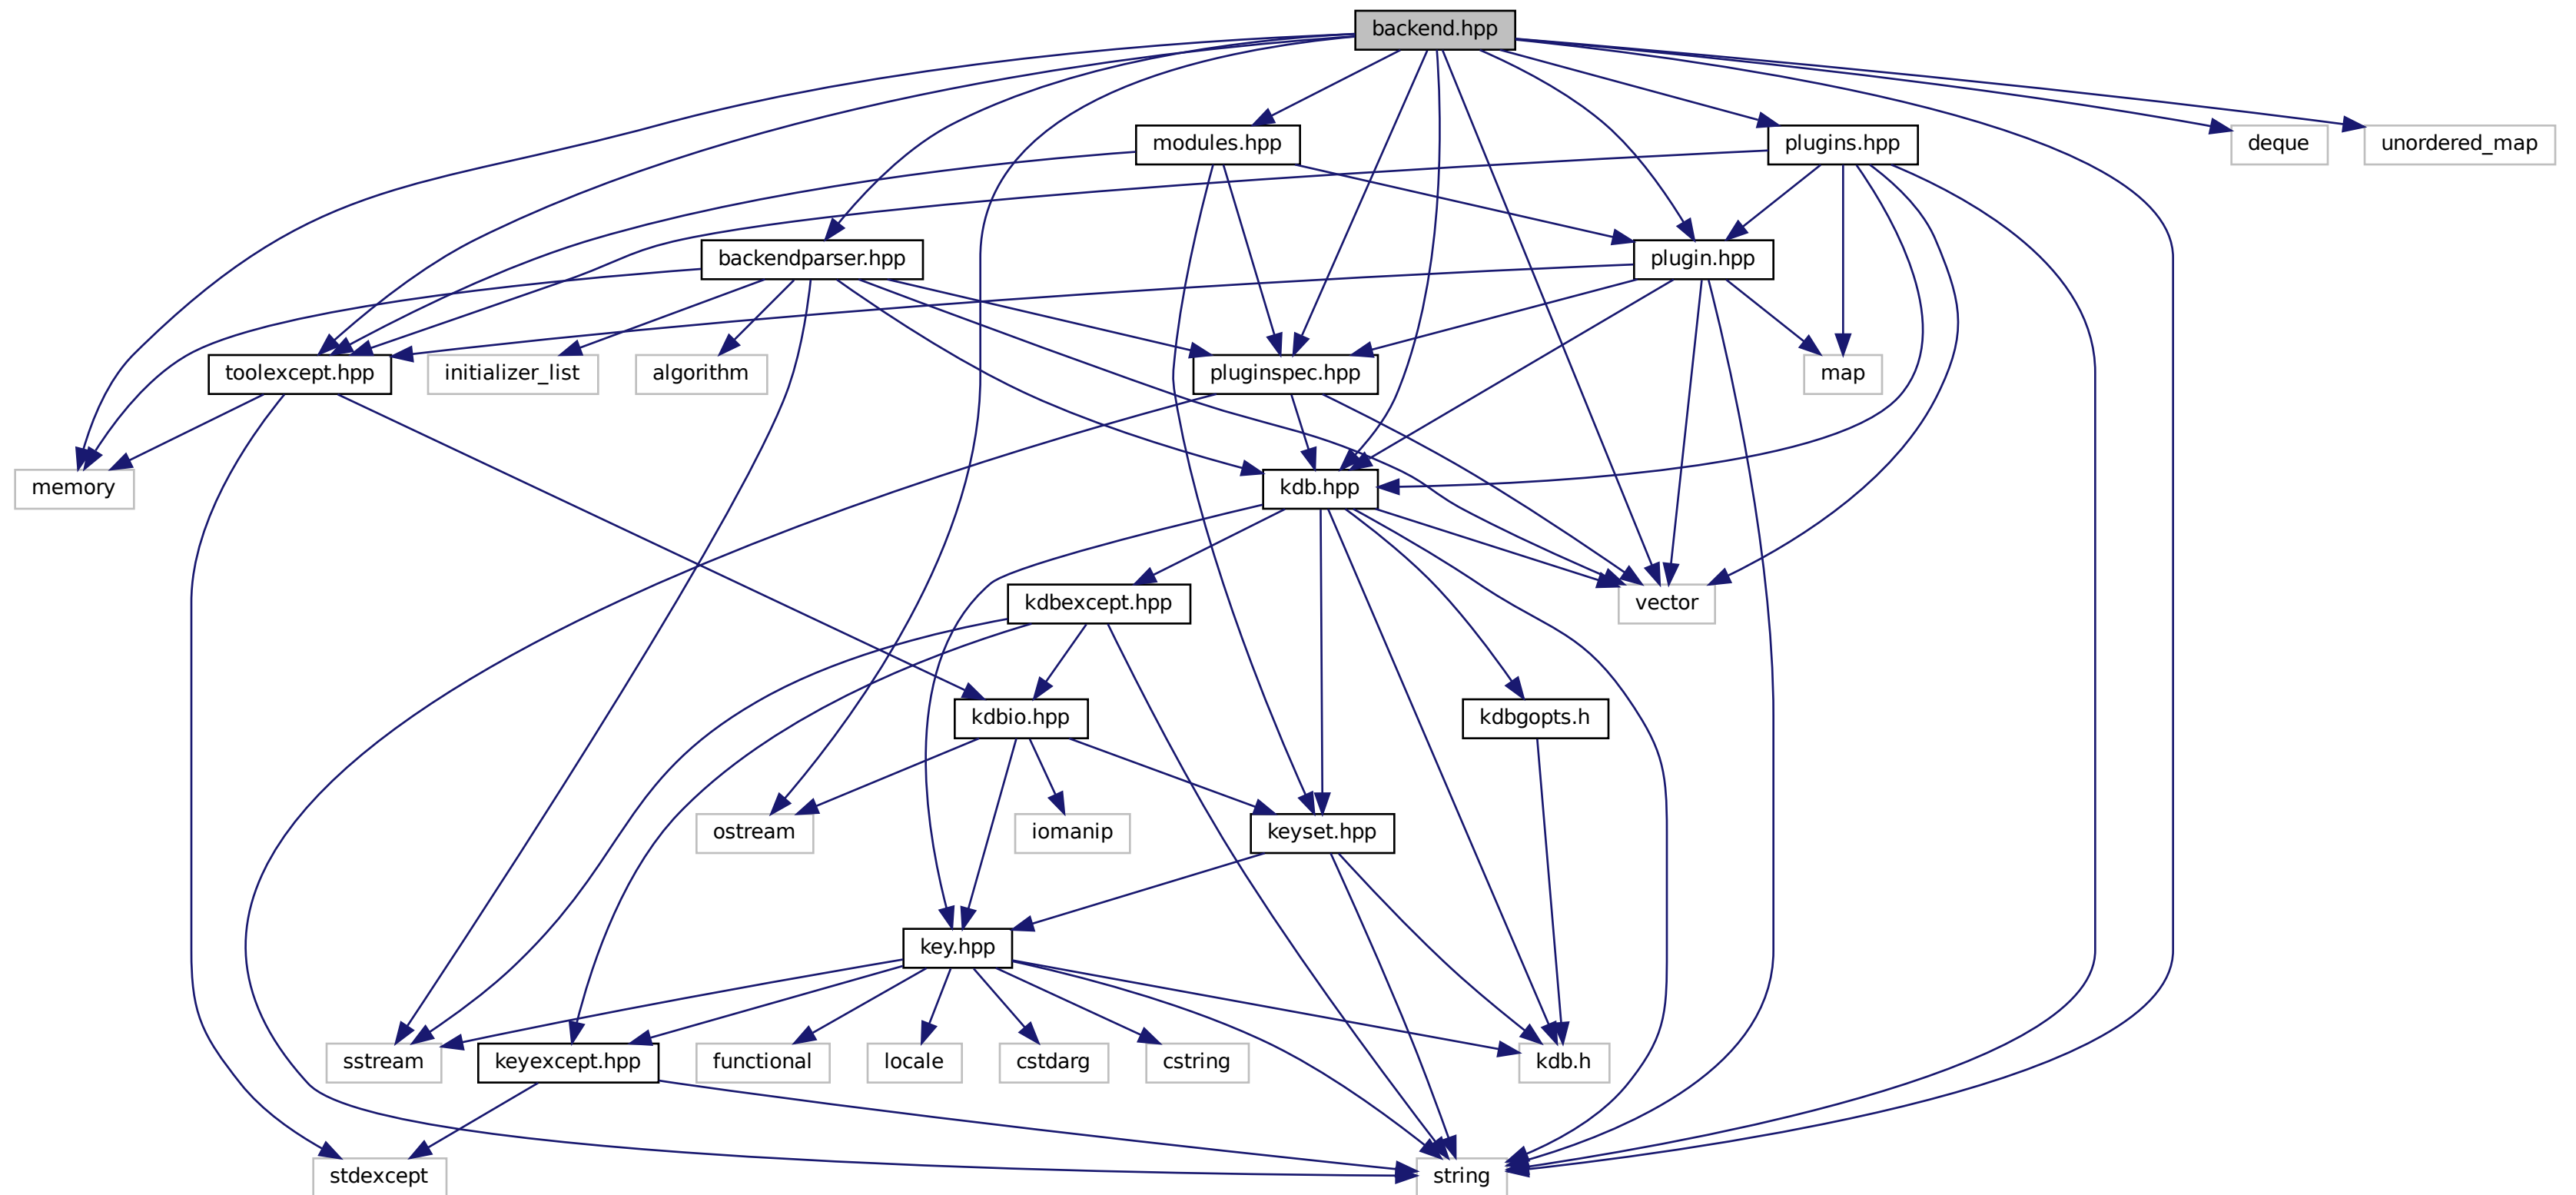 backend.hpp
modules.hpp
plugins.hpp
deque
unordered_map
backendparser.hpp
plugin.hpp
toolexcept.hpp
initializer_list
algorithm
pluginspec.hpp
map
memory
kdb.hpp
kdbexcept.hpp
vector
kdbio.hpp
kdbgopts.h
ostream
iomanip
keyset.hpp
key.hpp
sstream
keyexcept.hpp
functional
locale
cstdarg
cstring
kdb.h
stdexcept
string